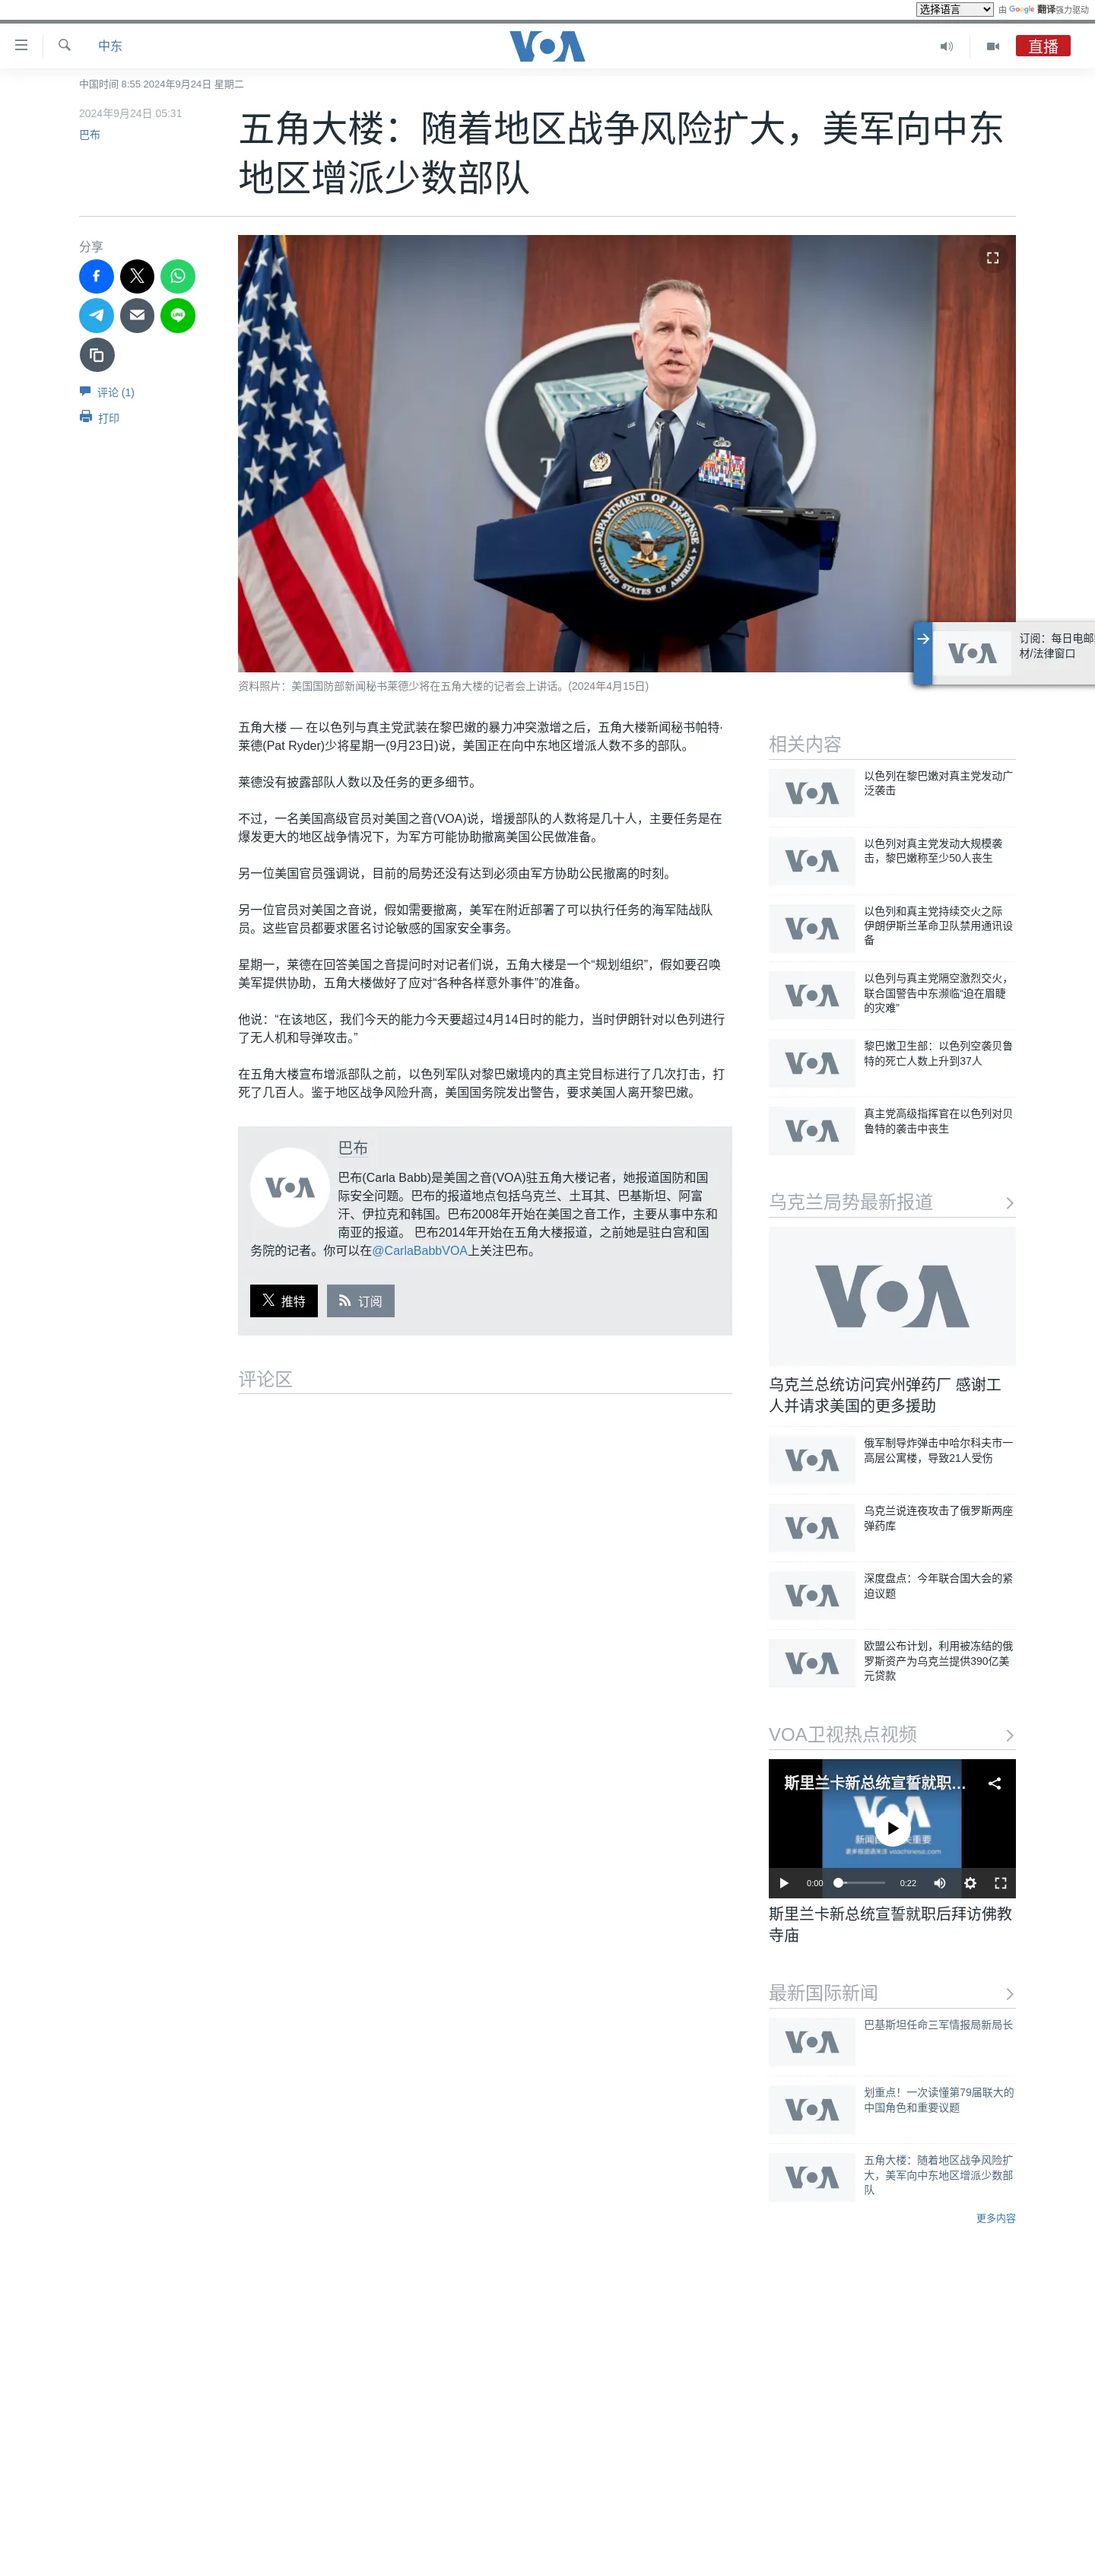 选择语言
由 Google 翻译强力驱动
中东
VOA
直播
中国时间 8:55 2024年9月24日 星期二
2024年9月24日 05:31
巴布
五角大楼：随着地区战争风险扩大，美军向中东
地区增派少数部队
分享
LINE
评论 (1)
打印
DEPARTMENT OF DEFENSE
UNITED STATES OF AMERICA
订阅：每日电邮
材/法律窗口
VOA
资料照片：美国国防部新闻秘书莱德少将在五角大楼的记者会上讲话。(2024年4月15日)
五角大楼 — 在以色列与真主党武装在黎巴嫩的暴力冲突激增之后，五角大楼新闻秘书帕特·
莱德(Pat Ryder)少将星期一(9月23日)说，美国正在向中东地区增派人数不多的部队。
莱德没有披露部队人数以及任务的更多细节。
不过，一名美国高级官员对美国之音(VOA)说，增援部队的人数将是几十人，主要任务是在
爆发更大的地区战争情况下，为军方可能协助撤离美国公民做准备。
另一位美国官员强调说，目前的局势还没有达到必须由军方协助公民撤离的时刻。
另一位官员对美国之音说，假如需要撤离，美军在附近部署了可以执行任务的海军陆战队
员。这些官员都要求匿名讨论敏感的国家安全事务。
星期一，莱德在回答美国之音提问时对记者们说，五角大楼是一个“规划组织”，假如要召唤
美军提供协助，五角大楼做好了应对“各种各样意外事件”的准备。
他说：“在该地区，我们今天的能力今天要超过4月14日时的能力，当时伊朗针对以色列进行
了无人机和导弹攻击。”
在五角大楼宣布增派部队之前，以色列军队对黎巴嫩境内的真主党目标进行了几次打击，打
死了几百人。鉴于地区战争风险升高，美国国务院发出警告，要求美国人离开黎巴嫩。
巴布
VOA
巴布(Carla Babb)是美国之音(VOA)驻五角大楼记者，她报道国防和国
际安全问题。巴布的报道地点包括乌克兰、土耳其、巴基斯坦、阿富
汗、伊拉克和韩国。巴布2008年开始在美国之音工作，主要从事中东和
南亚的报道。 巴布2014年开始在五角大楼报道，之前她是驻白宫和国
务院的记者。你可以在@CarlaBabbVOA上关注巴布。
推特
订阅
评论区
相关内容
VOA
以色列在黎巴嫩对真主党发动广
泛袭击
VOA
以色列对真主党发动大规模袭
击，黎巴嫩称至少50人丧生
VOA
以色列和真主党持续交火之际
伊朗伊斯兰革命卫队禁用通讯设
备
VOA
以色列与真主党隔空激烈交火，
联合国警告中东濒临“迫在眉睫
的灾难”
VOA
黎巴嫩卫生部：以色列空袭贝鲁
特的死亡人数上升到37人
VOA
真主党高级指挥官在以色列对贝
鲁特的袭击中丧生
VOA
乌克兰局势最新报道
VOA
乌克兰总统访问宾州弹药厂 感谢工
人并请求美国的更多援助
VOA
俄军制导炸弹击中哈尔科夫市一
高层公寓楼，导致21人受伤
VOA
乌克兰说连夜攻击了俄罗斯两座
弹药库
VOA
深度盘点：今年联合国大会的紧
迫议题
VOA
欧盟公布计划，利用被冻结的俄
罗斯资产为乌克兰提供390亿美
元贷款
VOA卫视热点视频
斯里兰卡新总统宣誓就职…
VOA
0:00
0:22
斯里兰卡新总统宣誓就职后拜访佛教
寺庙
最新国际新闻
VOA
巴基斯坦任命三军情报局新局长
VOA
划重点！一次读懂第79届联大的
中国角色和重要议题
VOA
五角大楼：随着地区战争风险扩
大，美军向中东地区增派少数部
队
更多内容